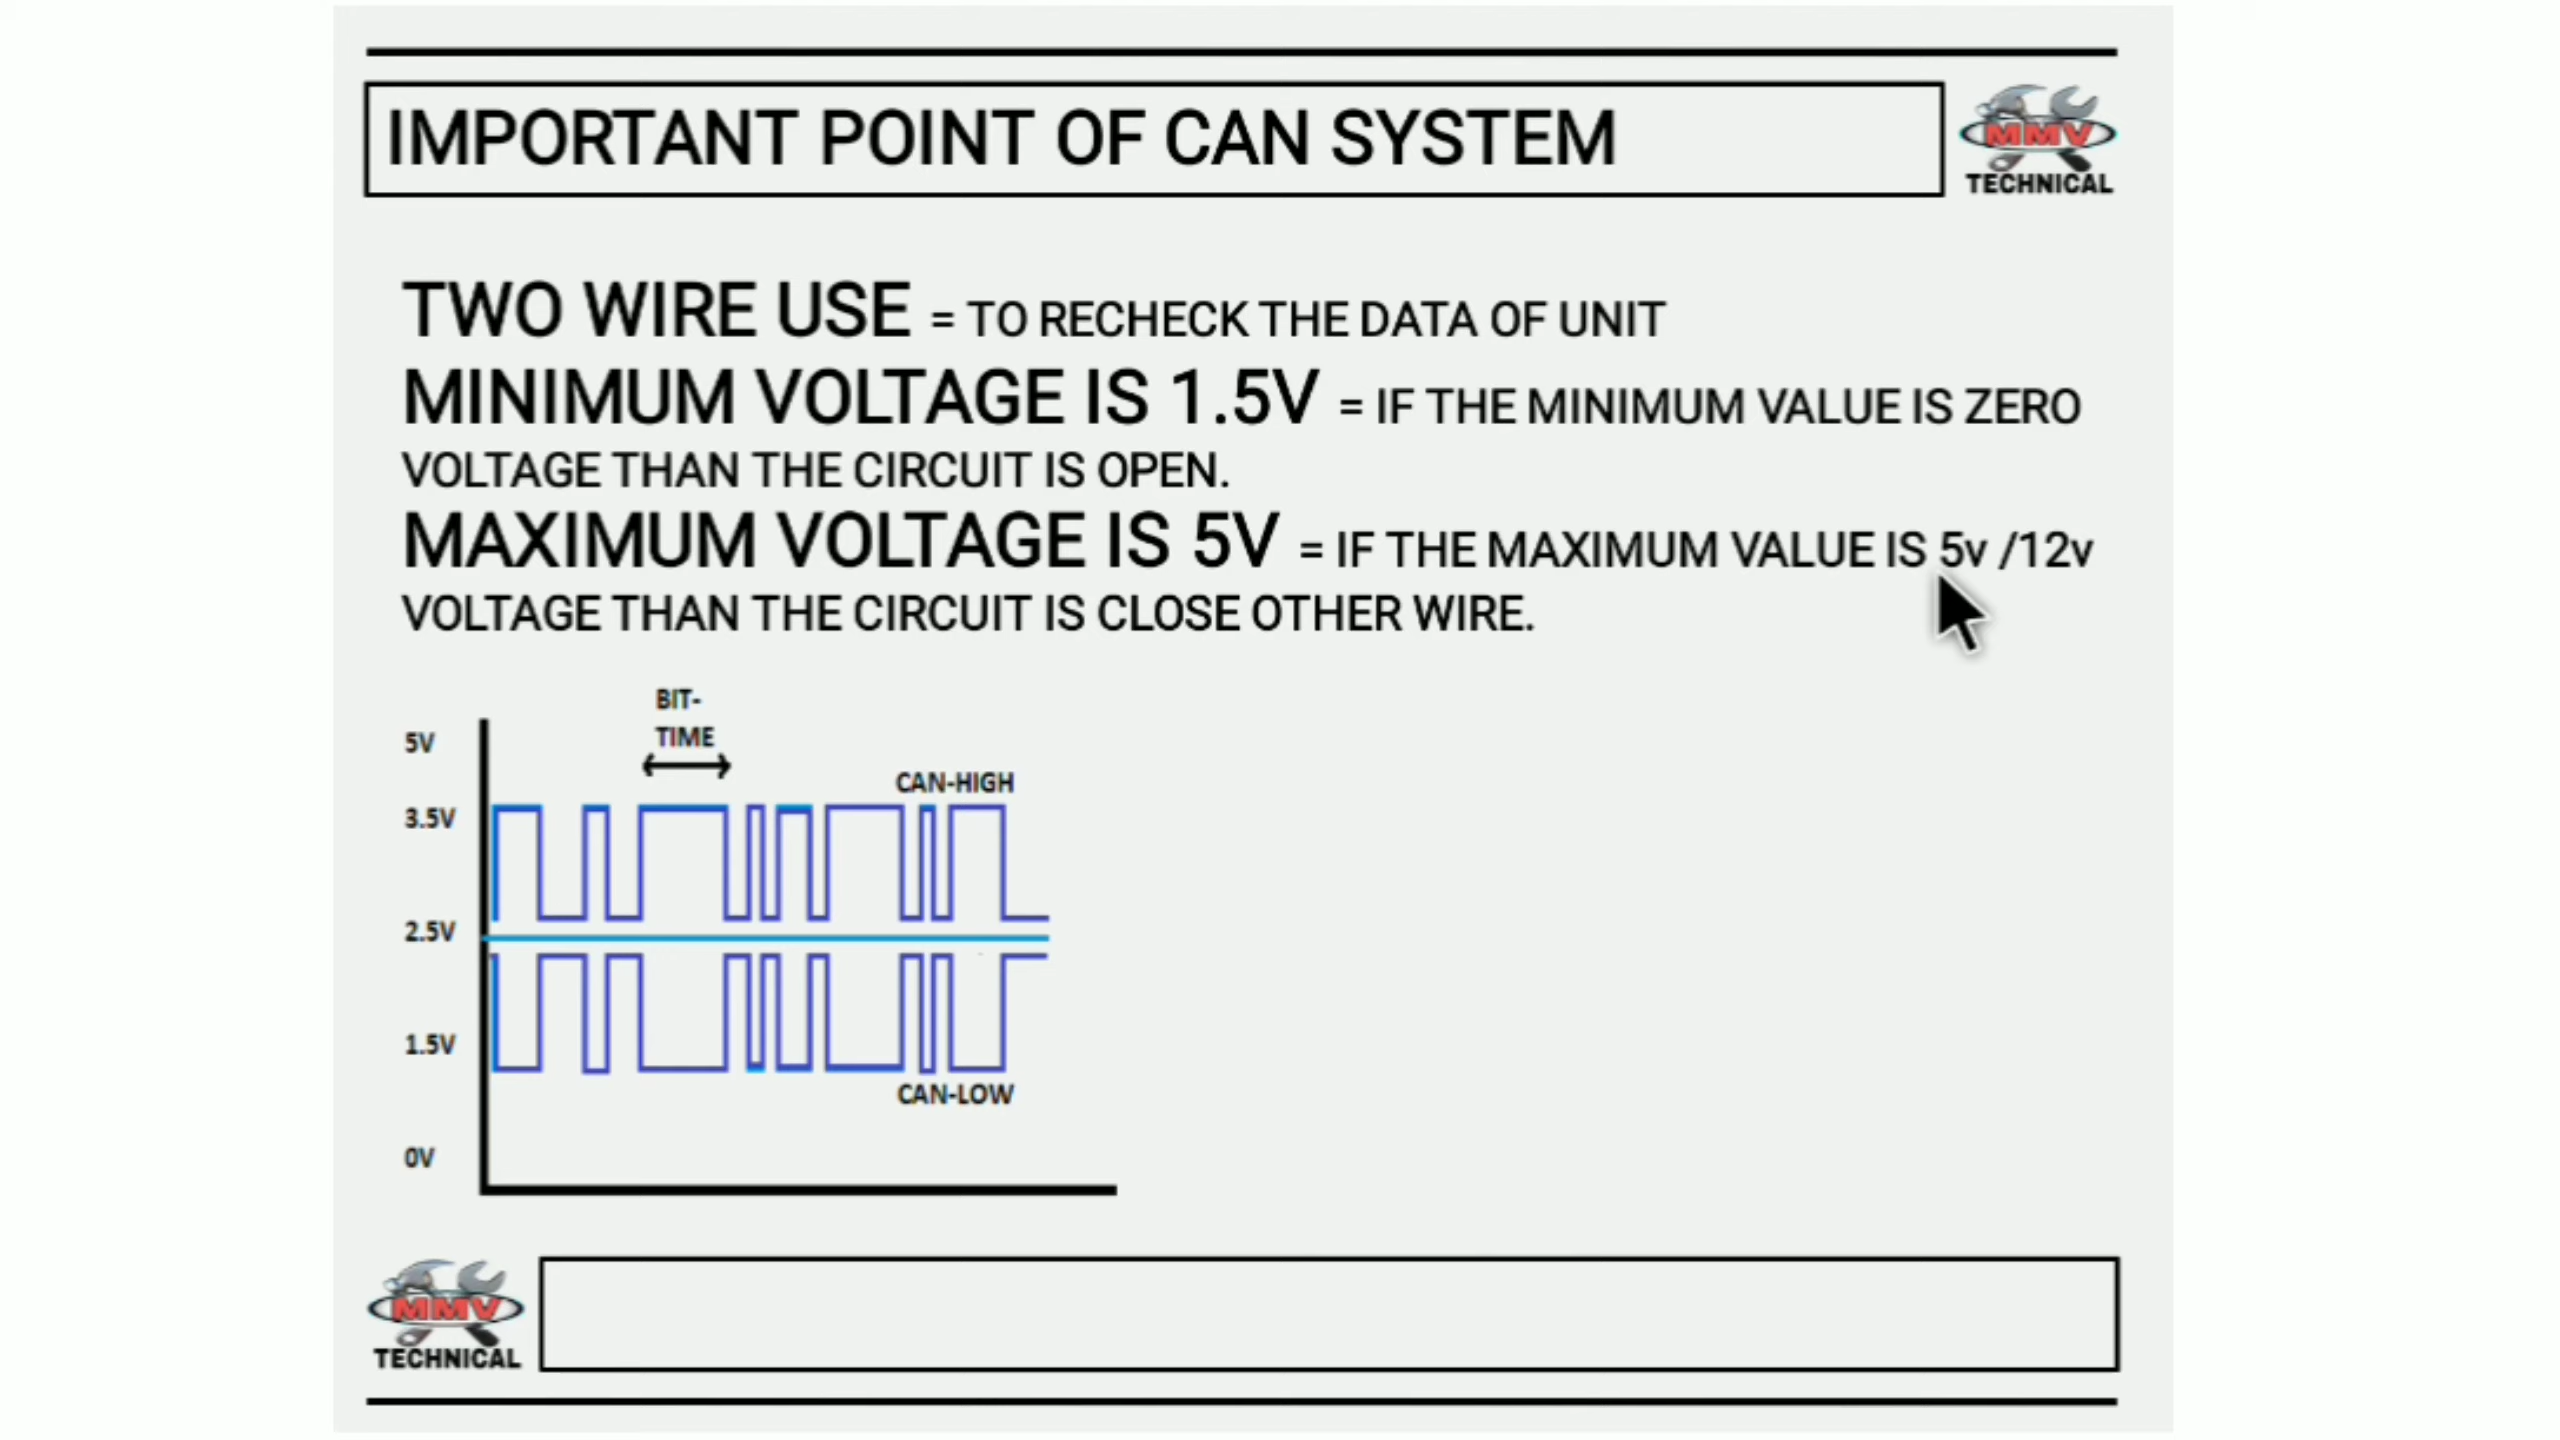 IMPORTANT POINT OF CAN SYSTEM
MMV
TECHNICAL
TWO WIRE USE = TO RECHECK THE DATA OF UNIT
MINIMUM VOLTAGE IS 1.5V = IF THE MINIMUM VALUE IS ZERO
VOLTAGE THAN THE CIRCUIT IS OPEN.
MAXIMUM VOLTAGE IS 5V = IF THE MAXIMUM VALUE IS 5v /12v
VOLTAGE THAN THE CIRCUIT IS CLOSE OTHER WIRE.
BIT-
TIME
5V
CAN-HIGH
3.5V
2.5V
1.5V
CAN-LOW
0V
MMV
TECHNICAL